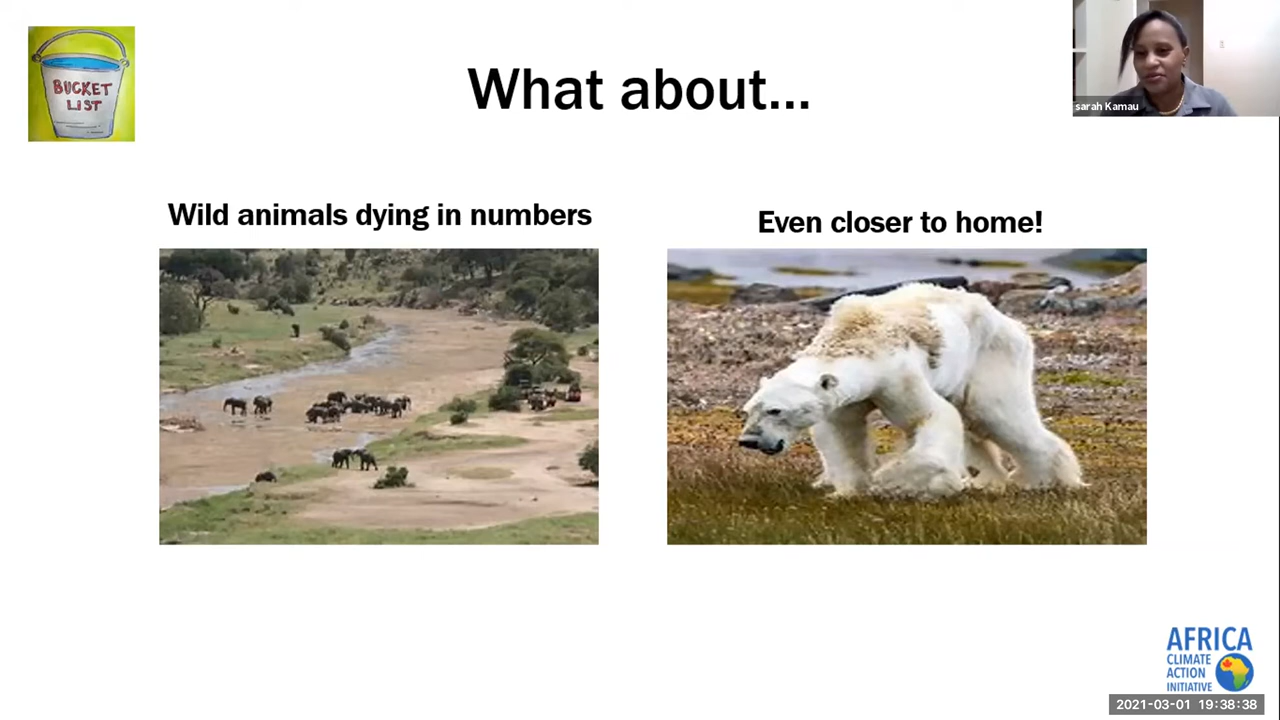 BUCKET
LIST
What about...
sarah Kamau
Wild animals dying in numbers
Even closer to home!
AFRICA
CLIMATE
ACTION
INITIATIVE
2021-03-01 19:38:38